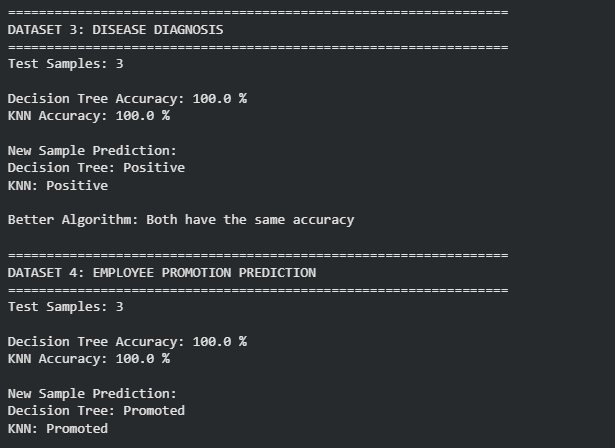 =================================================================
DATASET 3: DISEASE DIAGNOSIS
=================================================================
Test Samples: 3
Decision Tree Accuracy: 100.0 %
KNN Accuracy: 100.0 %
New Sample Prediction:
Decision Tree: Positive
KNN: Positive
Better Algorithm: Both have the same accuracy
=================================================================
DATASET 4: EMPLOYEE PROMOTION PREDICTION
=================================================================
Test Samples: 3
Decision Tree Accuracy: 100.0 %
KNN Accuracy: 100.0 %
New Sample Prediction:
Decision Tree: Promoted
KNN: Promoted